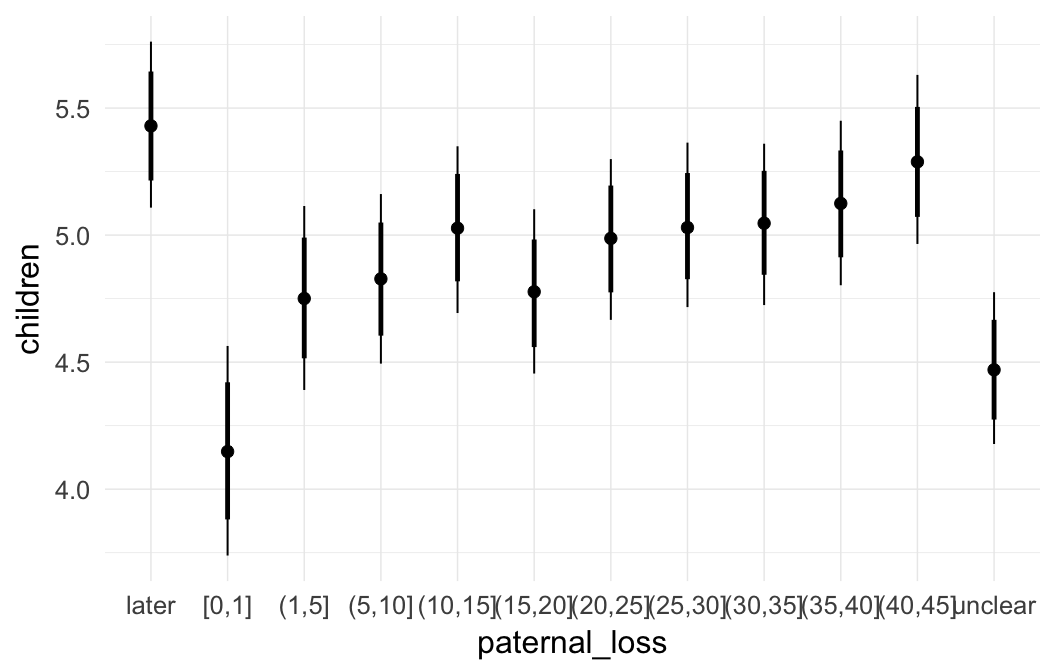 children
5.5
5.0
4.5
4.0
later [0,1] (1,5] (5,10] (10,15] (15,20] (20,25] (25,30] (30,35] (35,40] (40,45] unclear
paternal_loss